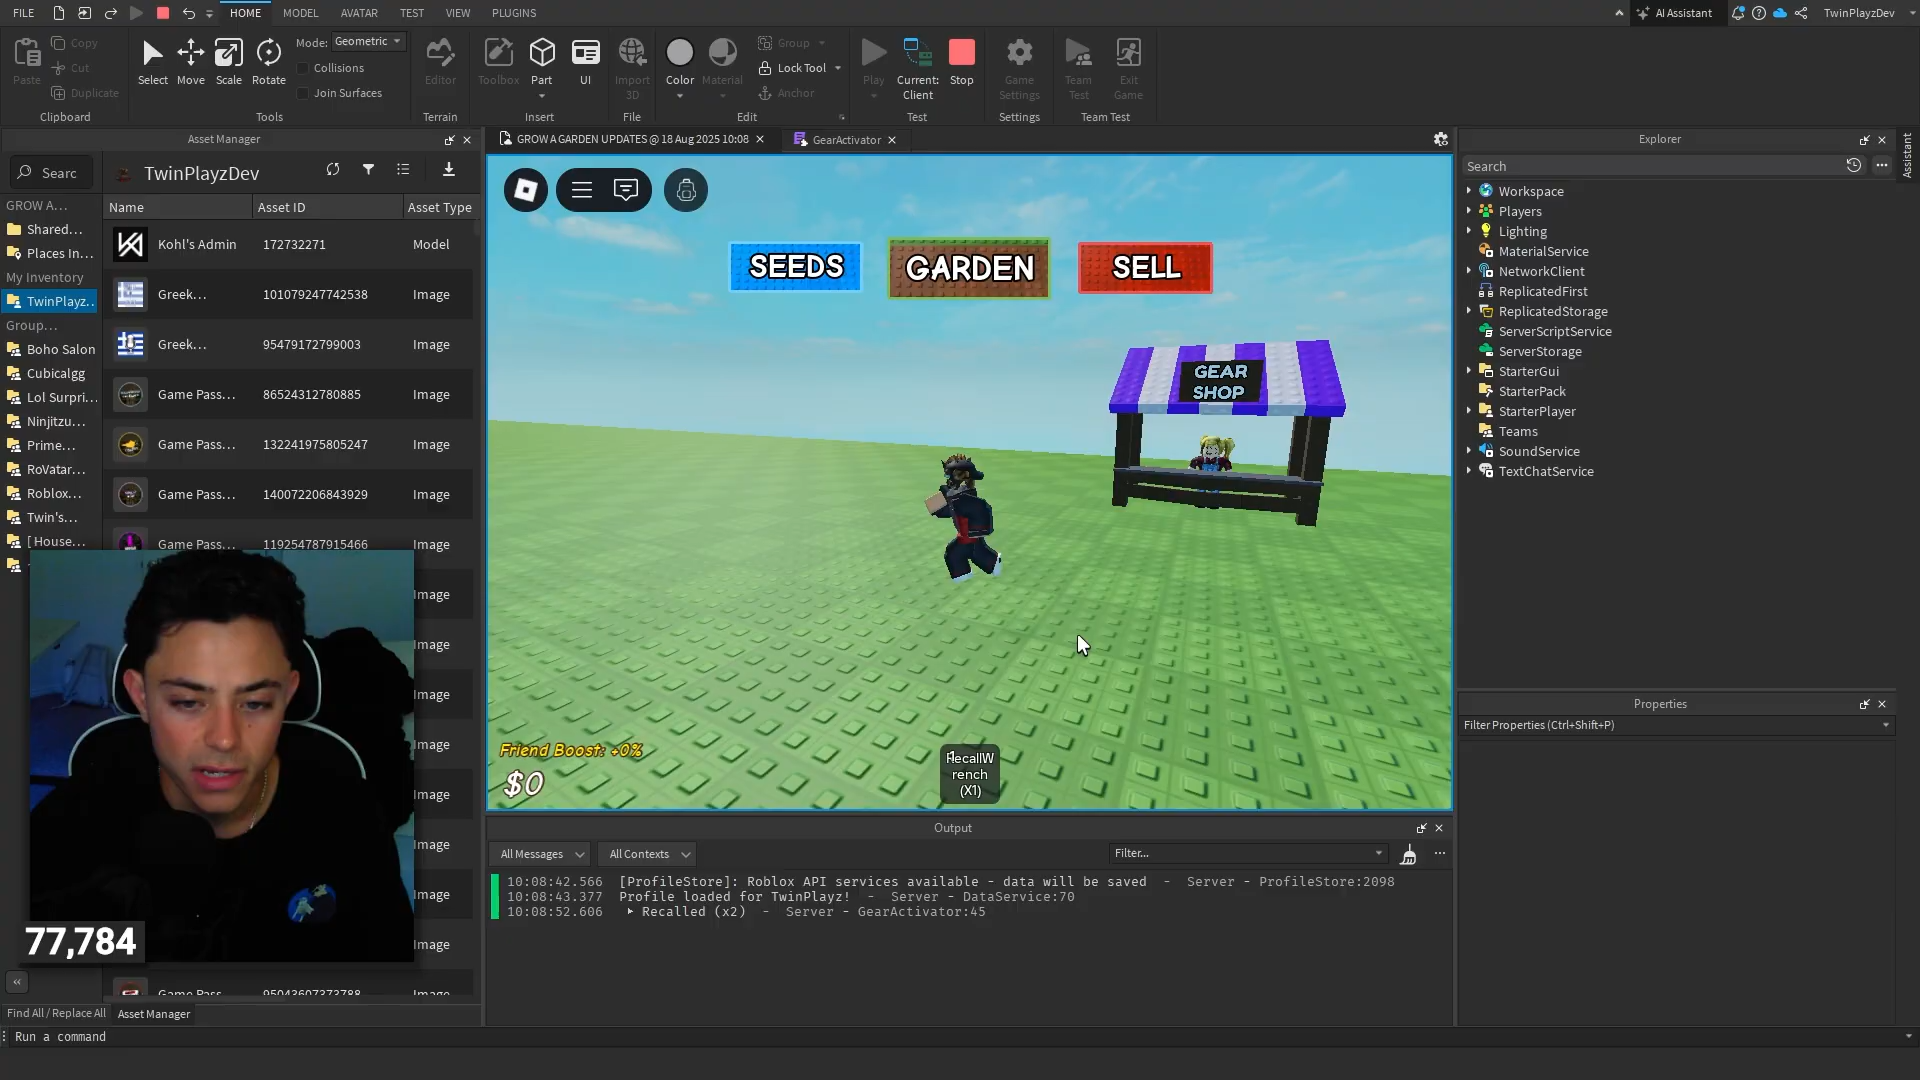 FILE
HOME
MODEL
AVATAR
TEST
VIEW
PLUGINS
AI Assistant
TwinPlayzDev
Paste
Copy
Cut
Duplicate
Clipboard
Select
Move
Scale
Rotate
Mode: Geometric
Collisions
Join Surfaces
Tools
Editor
Terrain
Toolbox
Part
UI
Insert
Import
3D
File
Color
Material
Group
Lock Tool
Anchor
Edit
Play
Current:
Client
Stop
Test
Game
Settings
Settings
Team
Test
Exit
Game
Team Test
Asset Manager
Searc
TwinPlayzDev
Name
Asset ID
Asset Type
GROW A...
Shared...
Places In...
My Inventory
TwinPlayz..
Group...
Boho Salon
Cubicalgg
Lol Surpri...
Ninjitzu...
Prime...
RoVatar...
Roblox...
Twin's...
[ House...
Kohl's Admin 172732271 Model
Greek... 101079247742538 Image
Greek... 95479172799003 Image
Game Pass... 86524312780885 Image
Game Pass... 132241975805247 Image
Game Pass... 140072206843929 Image
Game Pass... 119254787915466 Image
Image
Image
Image
Image
Image
Image
Image
Image
Game Pass 95043607373788 Image
77,784
Find All / Replace All
Asset Manager
Run a command
GROW A GARDEN UPDATES @ 18 Aug 2025 10:08
GearActivator
SEEDS
GARDEN
SELL
GEAR
SHOP
Friend Boost: +0%
$0
1
RecallW
rench
(X1)
Output
All Messages
All Contexts
Filter...
10:08:42.566 [ProfileStore]: Roblox API services available - data will be saved - Server - ProfileStore:2098
10:08:43.377 Profile loaded for TwinPlayz! - Server - DataService:70
10:08:52.606 Recalled (x2) - Server - GearActivator:45
Explorer
Search
Workspace
Players
Lighting
MaterialService
NetworkClient
ReplicatedFirst
ReplicatedStorage
ServerScriptService
ServerStorage
StarterGui
StarterPack
StarterPlayer
Teams
SoundService
TextChatService
Assistant
Properties
Filter Properties (Ctrl+Shift+P)